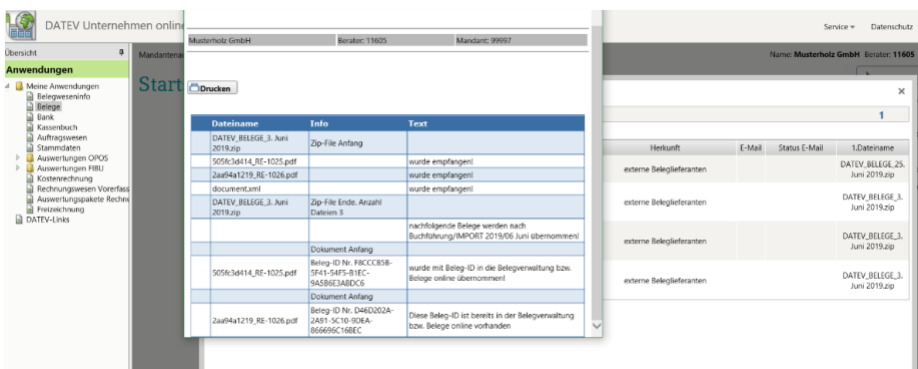 DATEV Unternehmen online
Service
Datenschutz
Übersicht
Mandantena
Name: Musterholz GmbH Berater: 11605
Anwendungen
Meine Anwendungen
Belegweseninfo
Belege
Bank
Kassenbuch
Auftragswesen
Stammdaten
Auswertungen OPOS
Auswertungen FIBU
Kostenrechnung
Rechnungswesen Vorerfass
Auswertungspakete Rechnu
Freizeichnung
DATEV-Links
Start
Musterholz GmbH Berater: 11605 Mandant: 99997
Drucken
Dateiname Info Text
DATEV_BELEGE_3. Juni
2019.zip
Zip-File Anfang
505fc3d414_RE-1025.pdf wurde empfangen!
2aa94a1219_RE-1026.pdf wurde empfangen!
document.xml wurde empfangen!
DATEV_BELEGE_3. Juni
2019.zip
Zip-File Ende. Anzahl
Dateien 3
nachfolgende Belege werden nach
Buchführung/IMPORT 2019/06 Juni übernommen!
Dokument Anfang
505fc3d414_RE-1025.pdf
Beleg-ID Nr. F8CCCB5B-
5F41-54F5-B1EC-
9A5B6E3ABDC6
wurde mit Beleg-ID in die Belegverwaltung bzw.
Belege online übernommen!
Dokument Anfang
2aa94a1219_RE-1026.pdf
Beleg-ID Nr. D46D202A-
2A91-5C10-9DEA-
866696C16BEC
Diese Beleg-ID ist bereits in der Belegverwaltung
bzw. Belege online vorhanden
1
Herkunft E-Mail Status E-Mail 1.Dateiname
externe Beleglieferanten
DATEV_BELEGE_25.
Juni 2019.zip
externe Beleglieferanten
DATEV_BELEGE_3.
Juni 2019.zip
externe Beleglieferanten
DATEV_BELEGE_3.
Juni 2019.zip
externe Beleglieferanten
DATEV_BELEGE_3.
Juni 2019.zip